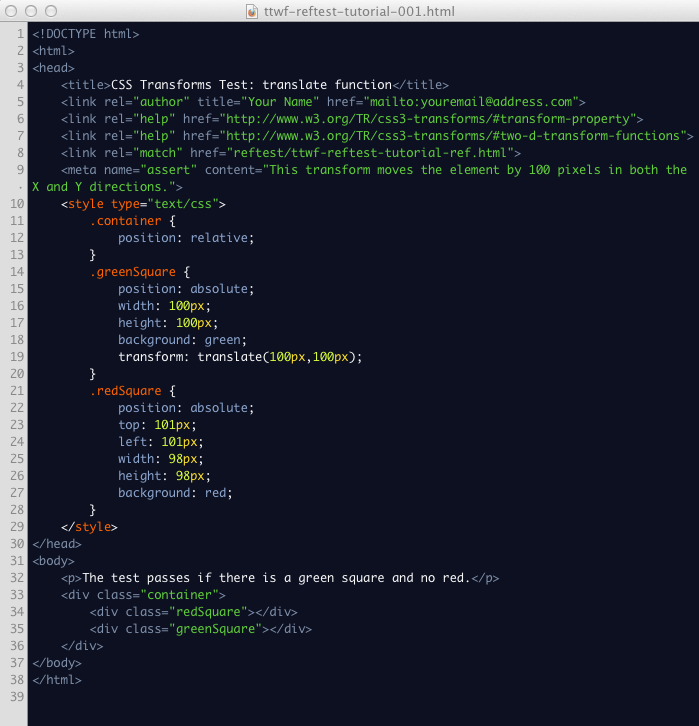 ttwf-reftest-tutorial-001.html
1 <!DOCTYPE html>
2 <html>
3 <head>
4     <title>CSS Transforms Test: translate function</title>
5     <link rel="author" title="Your Name" href="mailto:youremail@address.com">
6     <link rel="help" href="http://www.w3.org/TR/css3-transforms/#transform-property">
7     <link rel="help" href="http://www.w3.org/TR/css3-transforms/#two-d-transform-functions">
8     <link rel="match" href="reftest/ttwf-reftest-tutorial-ref.html">
9     <meta name="assert" content="This transform moves the element by 100 pixels in both the
· X and Y directions.">
10     <style type="text/css">
11         .container {
12             position: relative;
13         }
14         .greenSquare {
15             position: absolute;
16             width: 100px;
17             height: 100px;
18             background: green;
19             transform: translate(100px,100px);
20         }
21         .redSquare {
22             position: absolute;
23             top: 101px;
24             left: 101px;
25             width: 98px;
26             height: 98px;
27             background: red;
28         }
29     </style>
30 </head>
31 <body>
32     <p>The test passes if there is a green square and no red.</p>
33     <div class="container">
34         <div class="redSquare"></div>
35         <div class="greenSquare"></div>
36     </div>
37 </body>
38 </html>
39